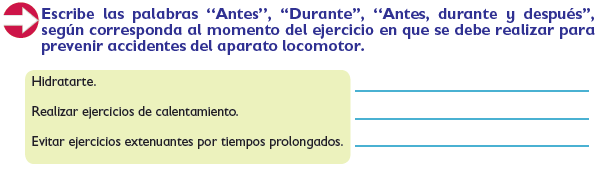 Escribe las palabras “Antes”, “Durante”, “Antes, durante y después”,
según corresponda al momento del ejercicio en que se debe realizar para
prevenir accidentes del aparato locomotor.
Hidratarte.
Realizar ejercicios de calentamiento.
Evitar ejercicios extenuantes por tiempos prolongados.